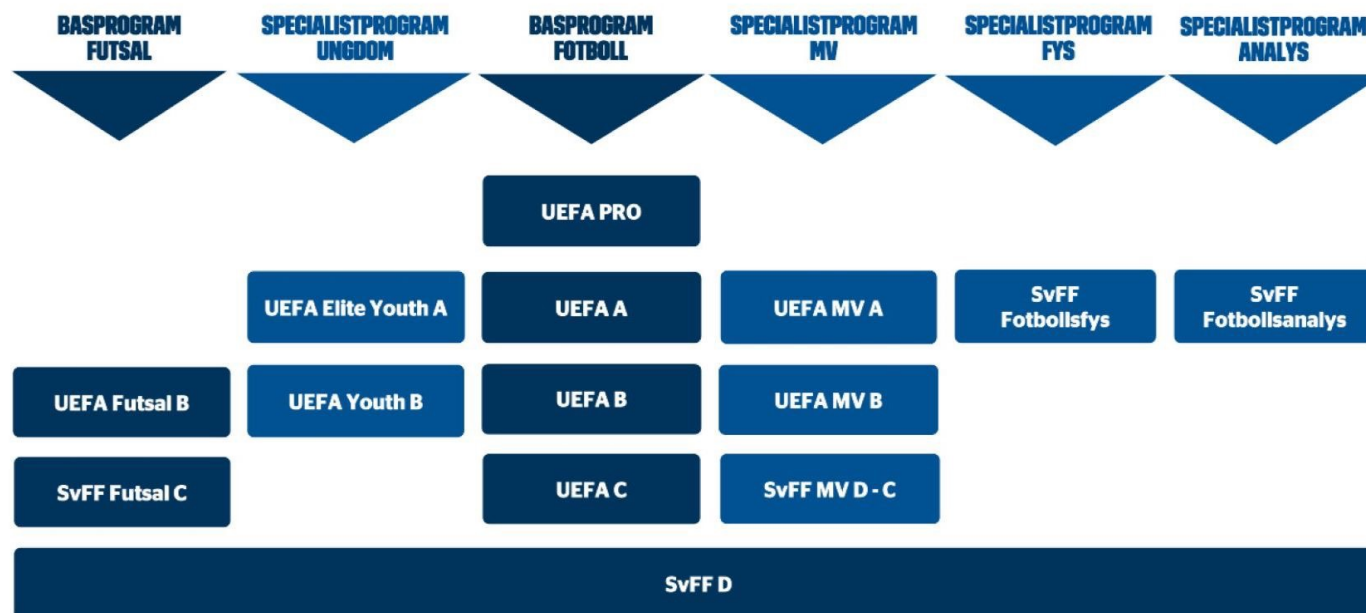 BASPROGRAM
FUTSAL
SPECIALISTPROGRAM
UNGDOM
BASPROGRAM
FOTBOLL
SPECIALISTPROGRAM
MV
SPECIALISTPROGRAM
FYS
SPECIALISTPROGRAM
ANALYS
UEFA PRO
UEFA Elite Youth A
UEFA A
UEFA MV A
SvFF
Fotbollsfys
SvFF
Fotbollsanalys
UEFA Futsal B
UEFA Youth B
UEFA B
UEFA MV B
SvFF Futsal C
UEFA C
SvFF MV D - C
SvFF D